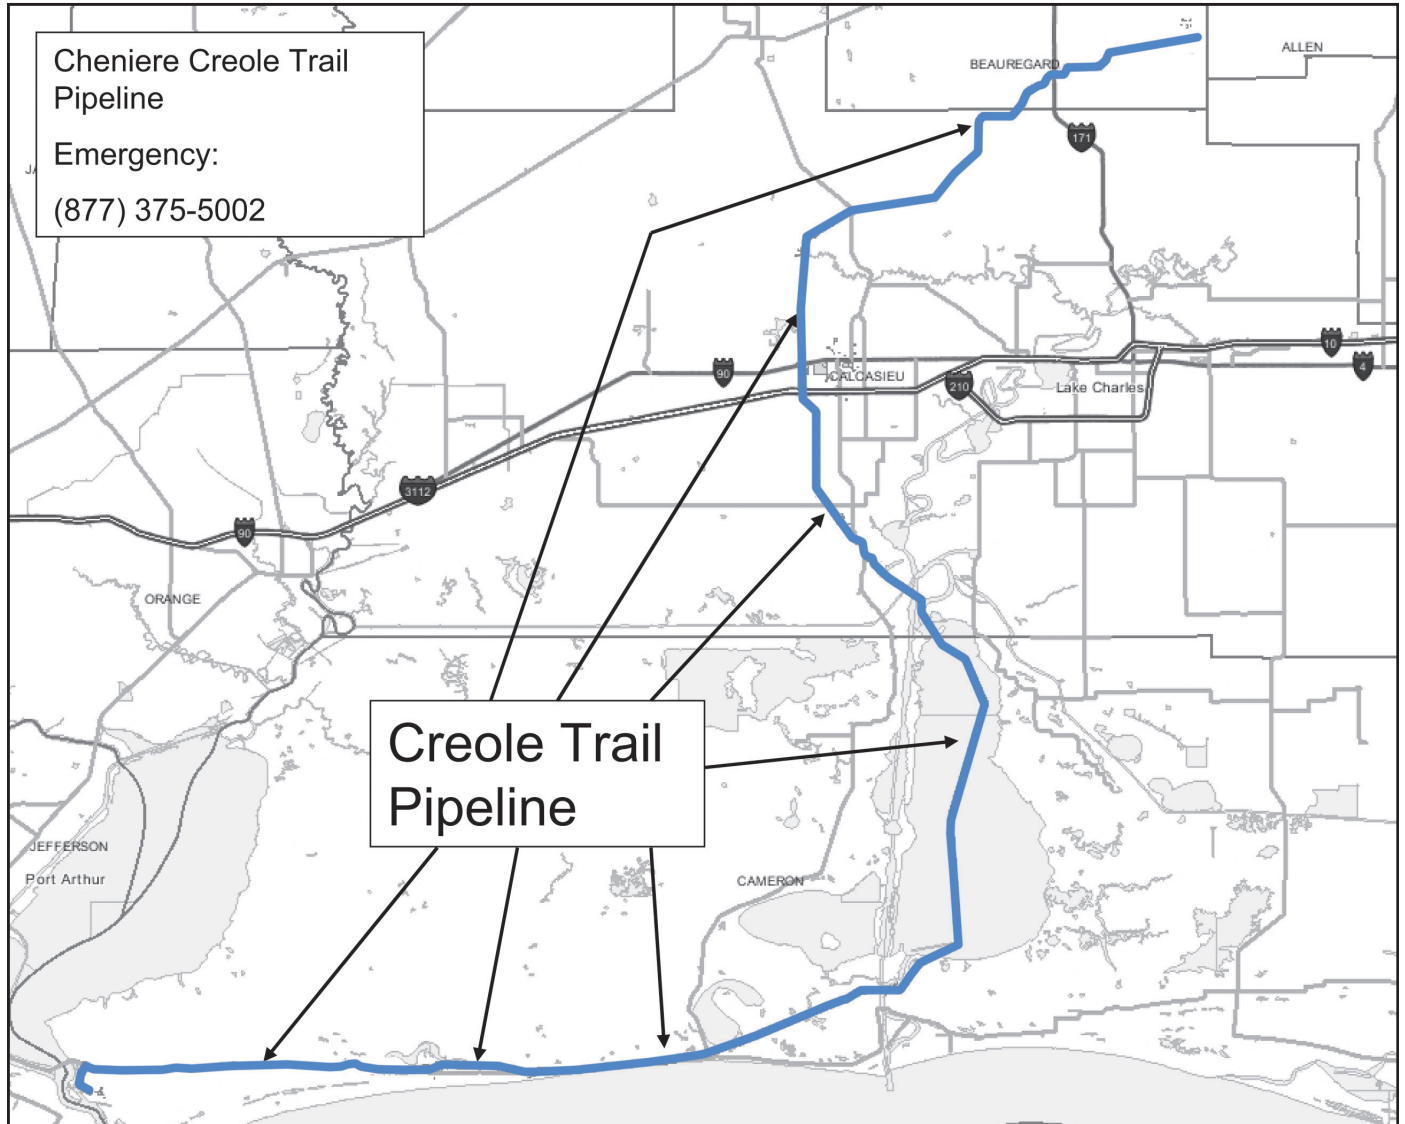 Cheniere Creole Trail
Pipeline
Emergency:
(877) 375-5002
BEAUREGARD
ALLEN
171
10
90
CALCASIEU
4
210
Lake Charles
3112
90
ORANGE
Creole Trail
Pipeline
JEFFERSON
Port Arthur
CAMERON